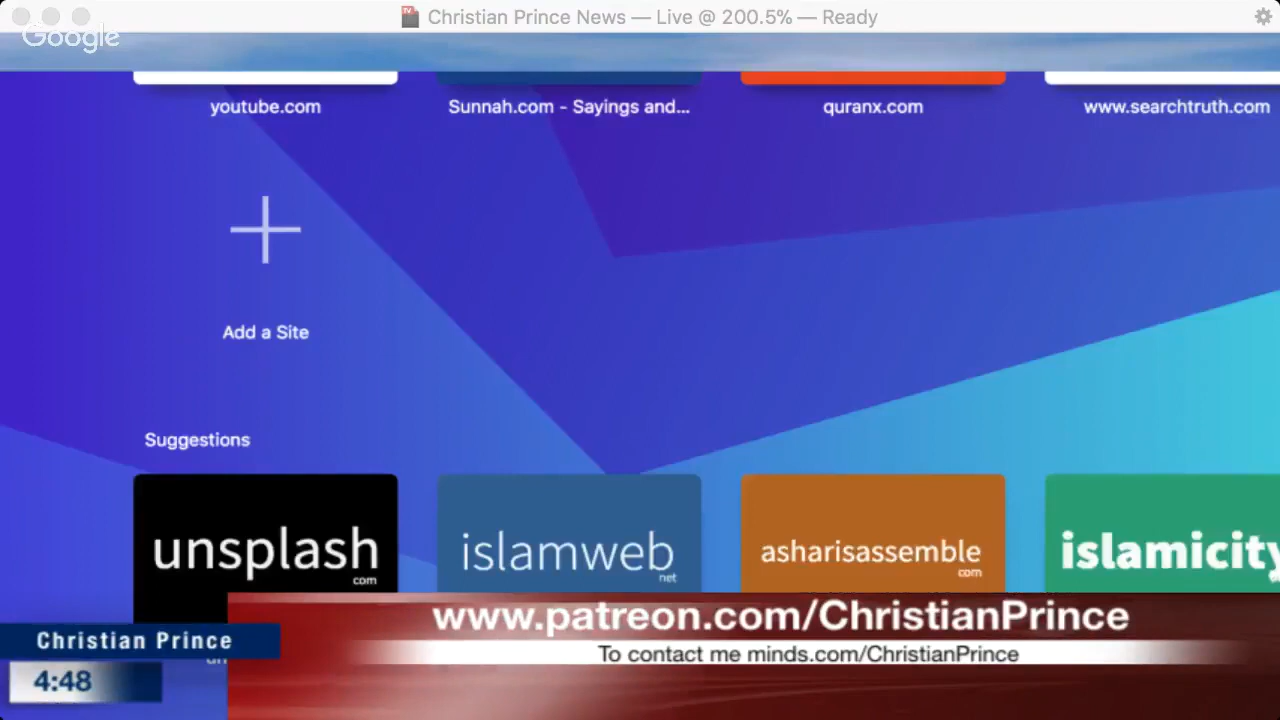 Christian Prince News — Live @ 200.5% — Ready
Google
youtube.com
Sunnah.com - Sayings and...
quranx.com
www.searchtruth.com
Add a Site
Suggestions
unsplash
com
islamweb
net
asharisassemble
com
islamicity
www.patreon.com/ChristianPrince
To contact me minds.com/ChristianPrince
Christian Prince
4:48